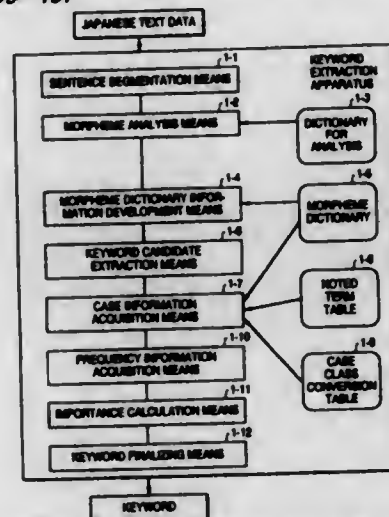 JAPANESE TEXT DATA
1-1
SENTENCE SEGMENTATION MEANS
KEYWORD
EXTRACTION
APPARATUS
1-2
MORPHEME ANALYSIS MEANS
1-3
DICTIONARY
FOR
ANALYSIS
1-4
MORPHEME DICTIONARY INFOR-
MATION DEVELOPMENT MEANS
MORPHEME
DICTIONARY
KEYWORD CANDIDATE
EXTRACTION MEANS
1-7
CASE INFORMATION
ACQUISITION MEANS
NOTED
TERM
TABLE
1-10
FREQUENCY INFORMATION
ACQUISITION MEANS
1-9
CASE
CLASS
CONVERSION
TABLE
1-11
IMPORTANCE CALCULATION MEANS
1-12
KEYWORD FINALIZING MEANS
KEYWORD